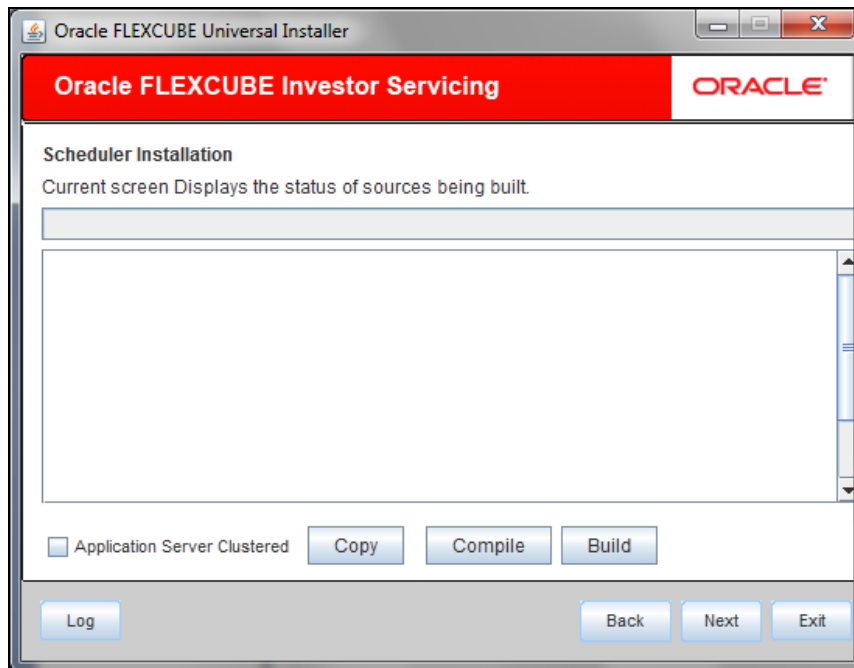 Oracle FLEXCUBE Universal Installer
Oracle FLEXCUBE Investor Servicing
ORACLE
Scheduler Installation
Current screen Displays the status of sources being built.
Application Server Clustered Copy Compile Build
Log Back Next Exit